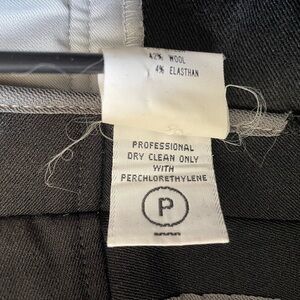 42% WOOL
4% ELASTHAN
PROFESSIONAL
DRY CLEAN ONLY
WITH
PERCHLORETHYLENE
P